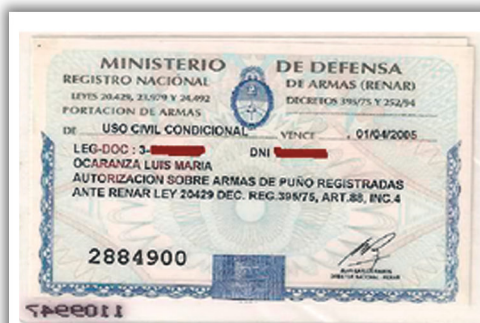 MINISTERIO DE DEFENSA
REGISTRO NACIONAL DE ARMAS (RENAR)
LEYES 20.429, 23.979 Y 24.492 DECRETOS 395/75 Y 252/94
PORTACION DE ARMAS
DE USO CIVIL CONDICIONAL VENCE 01/04/2005
LEG-DOC : 3- DNI
OCARANZA LUIS MARIA
AUTORIZACION SOBRE ARMAS DE PUÑO REGISTRADAS
ANTE RENAR LEY 20429 DEC. REG.395/75, ART.88, INC.4
2884900
DIRECTOR NACIONAL - RENAR
1109947